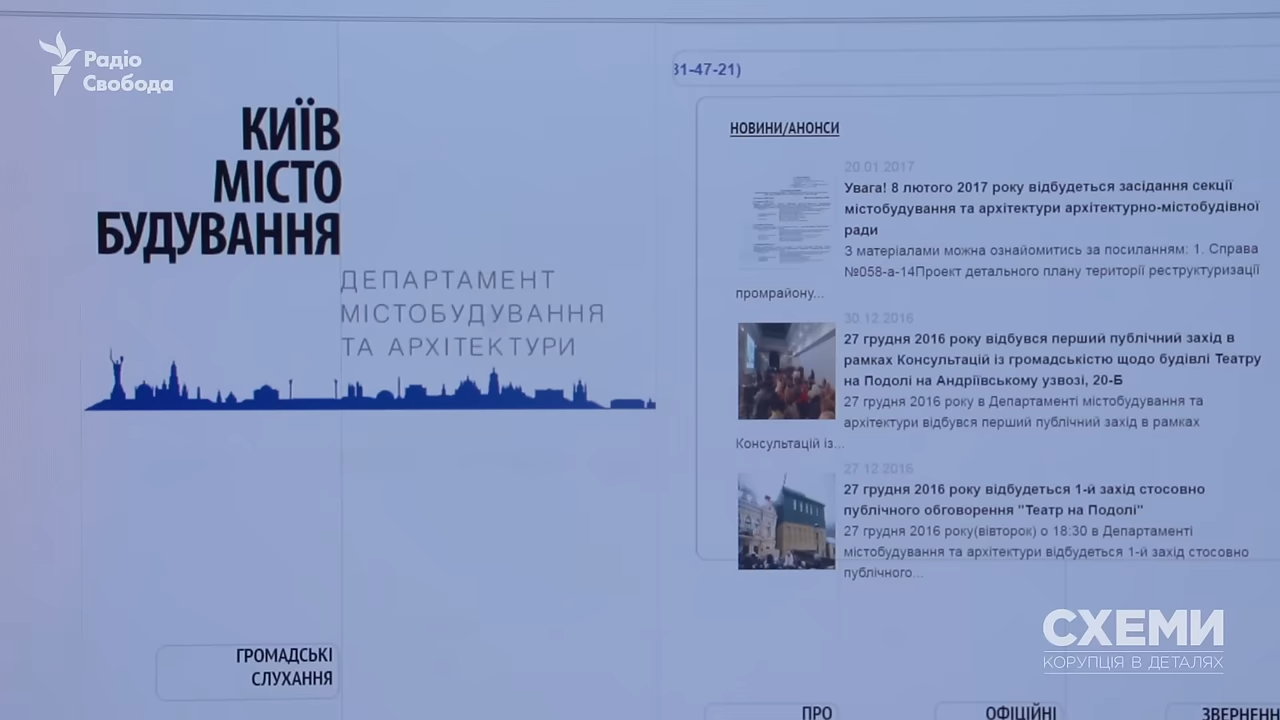 Радіо
Свобода
КИЇВ
МІСТО
БУДУВАННЯ
ДЕПАРТАМЕНТ
МІСТОБУДУВАННЯ
ТА АРХІТЕКТУРИ
ГРОМАДСЬКІ
СЛУХАННЯ
31-47-21)
НОВИНИ/АНОНСИ
20.01.2017
Увага! 8 лютого 2017 року відбудеться засідання секції
містобудування та архітектури архітектурно-містобудівної
ради
З матеріалами можна ознайомитись за посиланням: 1. Справа
№058-а-14Проект детального плану території реструктуризації
промрайону...
30.12.2016
27 грудня 2016 року відбувся перший публічний захід в
рамках Консультацій із громадськістю щодо будівлі Театру
на Подолі на Андріївському узвозі, 20-Б
27 грудня 2016 року в Департаменті містобудування та
архітектури відбувся перший публічний захід в рамках
Консультацій із...
27.12.2016
27 грудня 2016 року відбудеться 1-й захід стосовно
публічного обговорення "Театр на Подолі"
27 грудня 2016 року(вівторок) о 18:30 в Департаменті
містобудування та архітектури відбудеться 1-й захід стосовно
публічного...
СХЕМИ
КОРУПЦІЯ В ДЕТАЛЯХ
ПРО
ОФІЦІЙНІ
ЗВЕРНЕНН